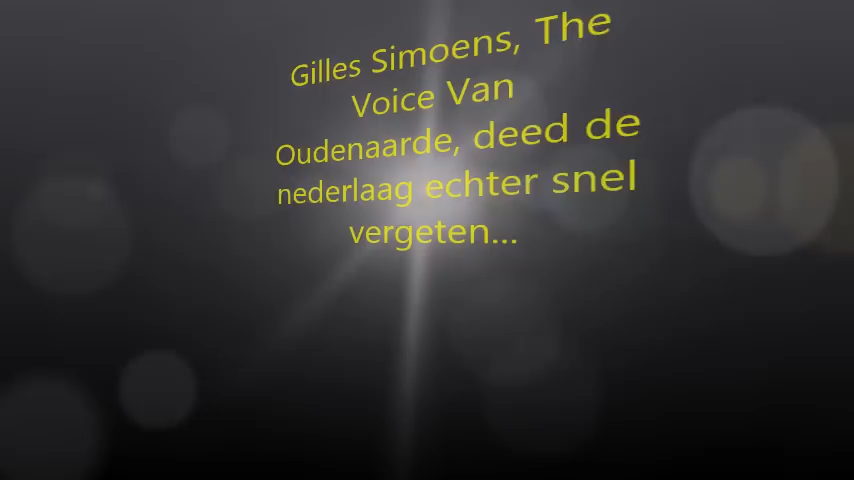 Gilles Simoens, The
Voice Van
Oudenaarde, deed de
nederlaag echter snel
vergeten...